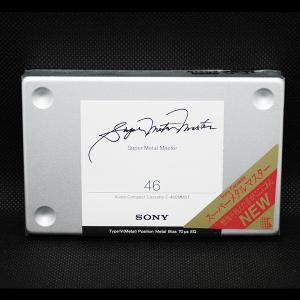 Super Metal Master
Super Metal Master
46
Audio Compact Cassette C-46SMMST
SONY
Type IV(Metal) Position Metal Bias 70 μs EQ
スーパーメタルマスター
NEW